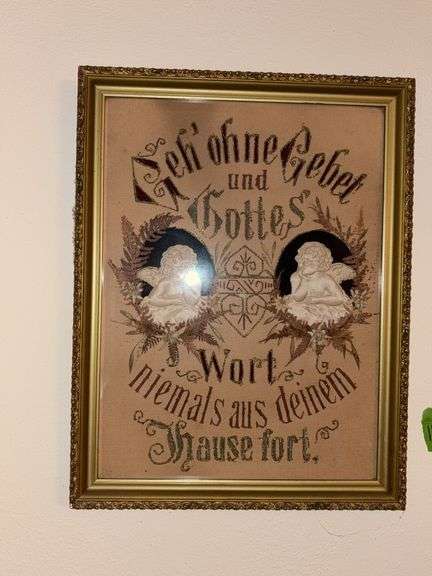 Geh' ohne Gebet
und
Gottes
Wort
niemals aus deinem
Hause fort.